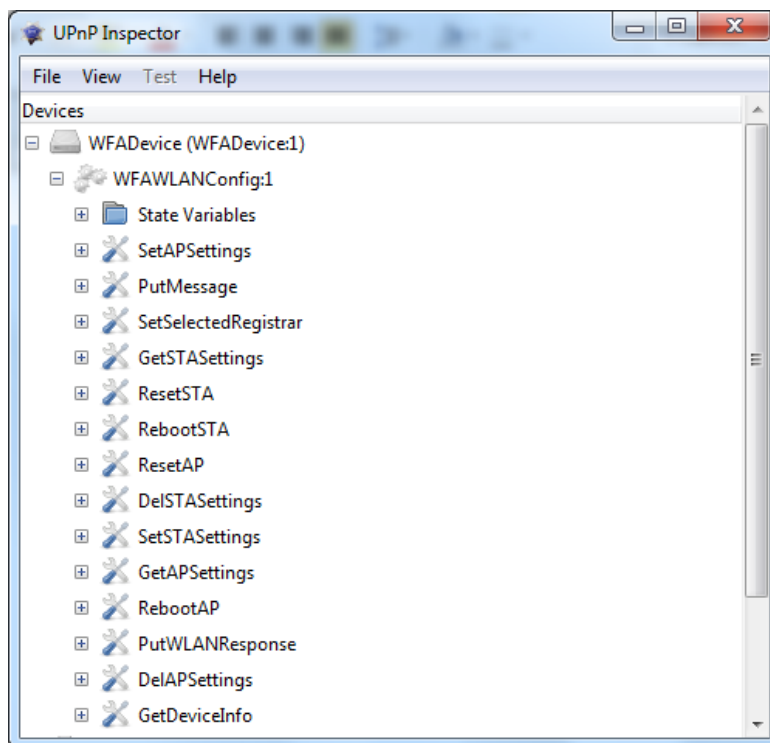 UPnP Inspector
File View Test Help
Devices
WFADevice (WFADevice:1)
WFAWLANConfig:1
State Variables
SetAPSettings
PutMessage
SetSelectedRegistrar
GetSTASettings
ResetSTA
RebootSTA
ResetAP
DelSTASettings
SetSTASettings
GetAPSettings
RebootAP
PutWLANResponse
DelAPSettings
GetDeviceInfo